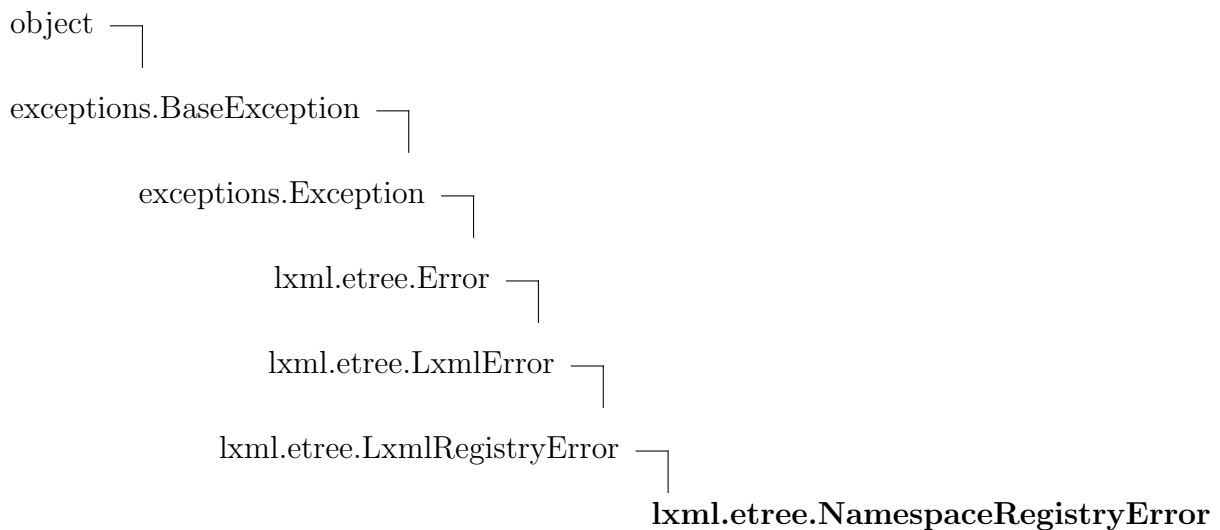 object
exceptions.BaseException
exceptions.Exception
lxml.etree.Error
lxml.etree.LxmlError
lxml.etree.LxmlRegistryError
lxml.etree.NamespaceRegistryError